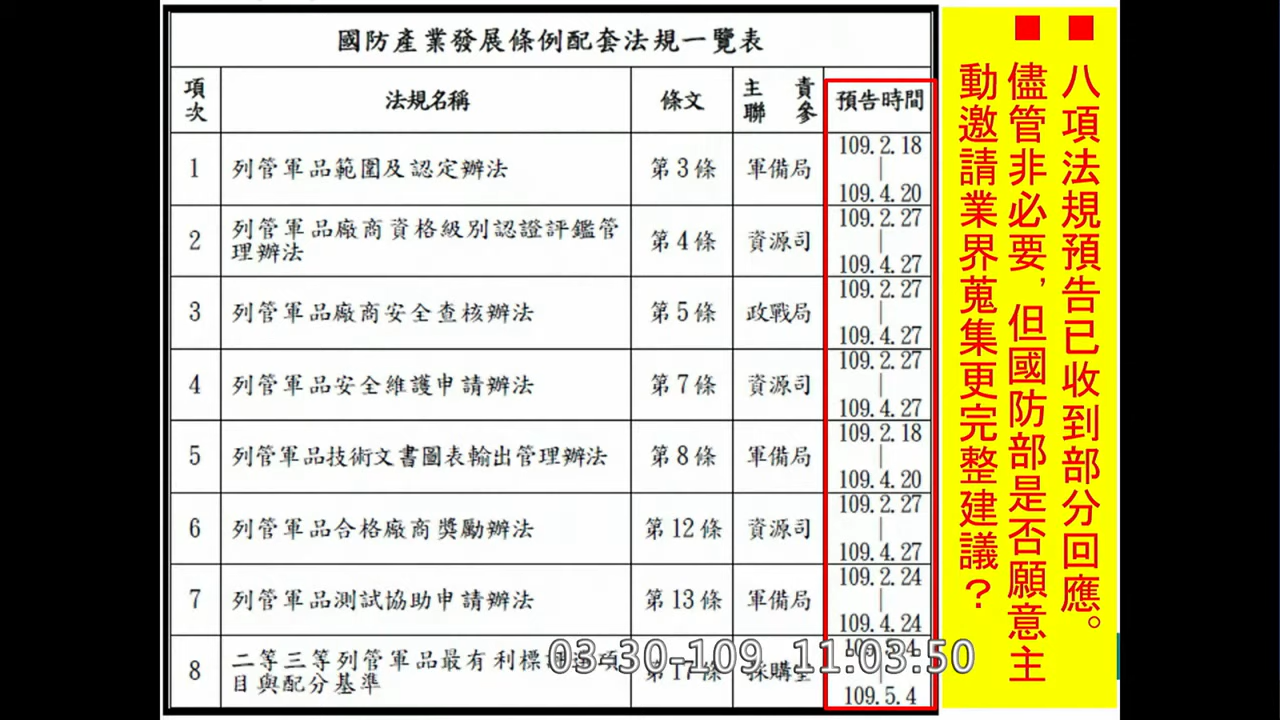 國防產業發展條例配套法規一覽表
項次 法規名稱 條文 主責聯參 預告時間
1 列管軍品範圍及認定辦法 第3條 軍備局 109.2.18 | 109.4.20
2 列管軍品廠商資格級別認證評鑑管理辦法 第4條 資源司 109.2.27 | 109.4.27
3 列管軍品廠商安全查核辦法 第5條 政戰局 109.2.27 | 109.4.27
4 列管軍品安全維護申請辦法 第7條 資源司 109.2.27 | 109.4.27
5 列管軍品技術文書圖表輸出管理辦法 第8條 軍備局 109.2.18 | 109.4.20
6 列管軍品合格廠商獎勵辦法 第12條 資源司 109.2.27 | 109.4.27
7 列管軍品測試協助申請辦法 第13條 軍備局 109.2.24 | 109.4.24
8 二等三等列管軍品最有利標評選項目與配分基準 第17條 採購 109.5.4
03-30-109 11:03:50
八項法規預告已收到部分回應。
儘管非必要,但國防部是否願意主
動邀請業界蒐集更完整建議?